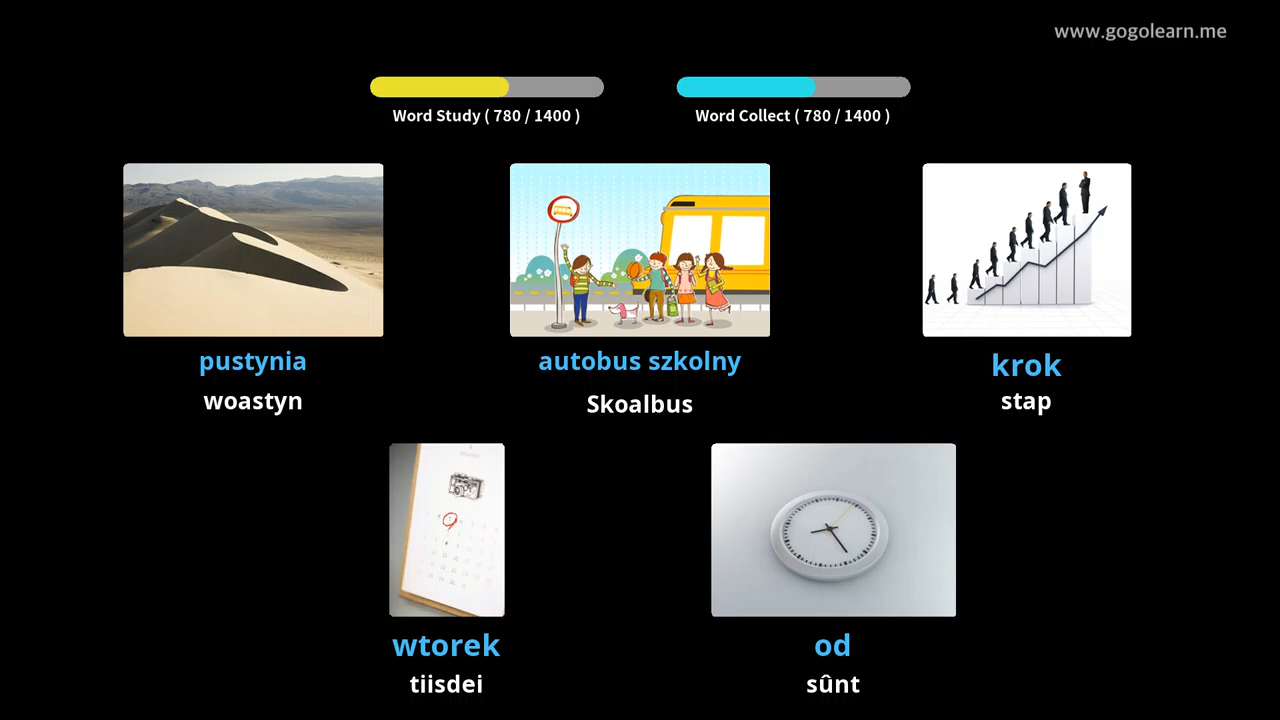 www.gogolearn.me
Word Study ( 780 / 1400 )
Word Collect ( 780 / 1400 )
pustynia
autobus szkolny
krok
woastyn
Skoalbus
stap
wtorek
od
tiisdei
sûnt